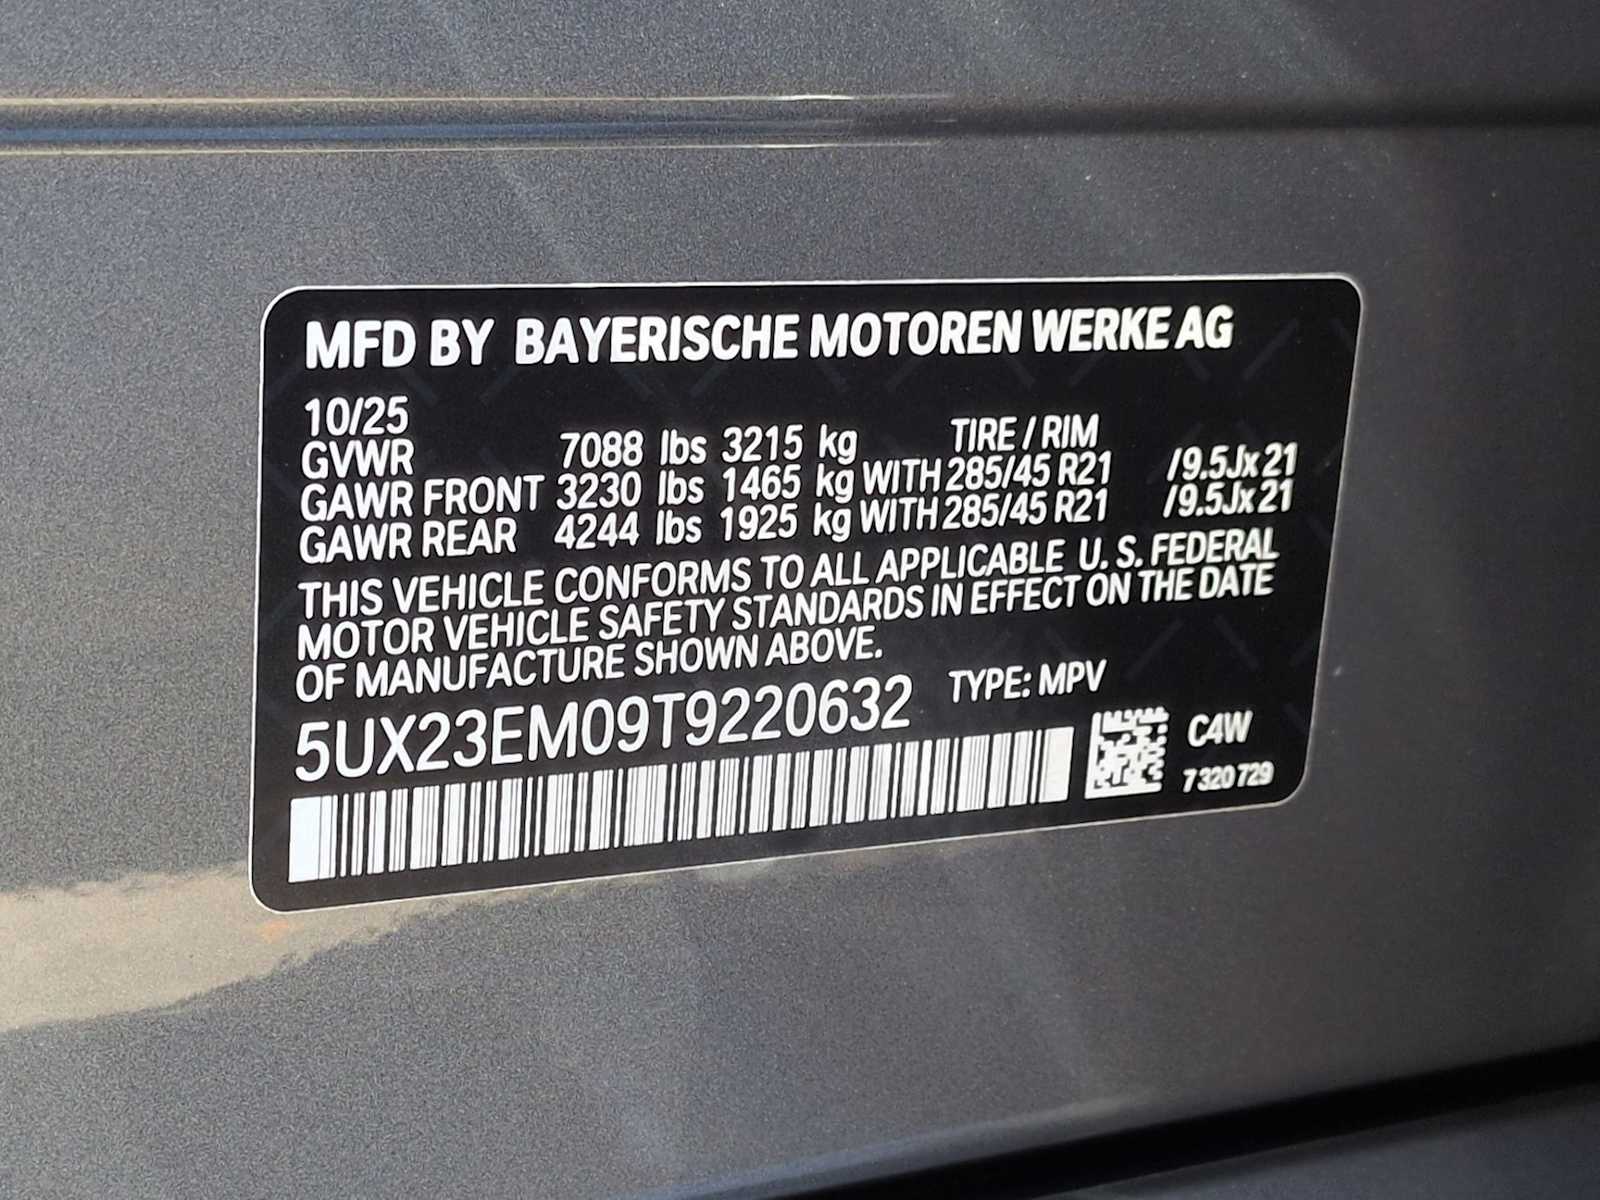 MFD BY BAYERISCHE MOTOREN WERKE AG
10/25
GVWR 7088 lbs 3215 kg TIRE / RIM
GAWR FRONT 3230 lbs 1465 kg WITH 285/45 R21 /9.5Jx21
GAWR REAR 4244 lbs 1925 kg WITH 285/45 R21 /9.5Jx21
THIS VEHICLE CONFORMS TO ALL APPLICABLE U. S. FEDERAL
MOTOR VEHICLE SAFETY STANDARDS IN EFFECT ON THE DATE
OF MANUFACTURE SHOWN ABOVE.
5UX23EM09T9220632 TYPE: MPV
C4W
7 320 729